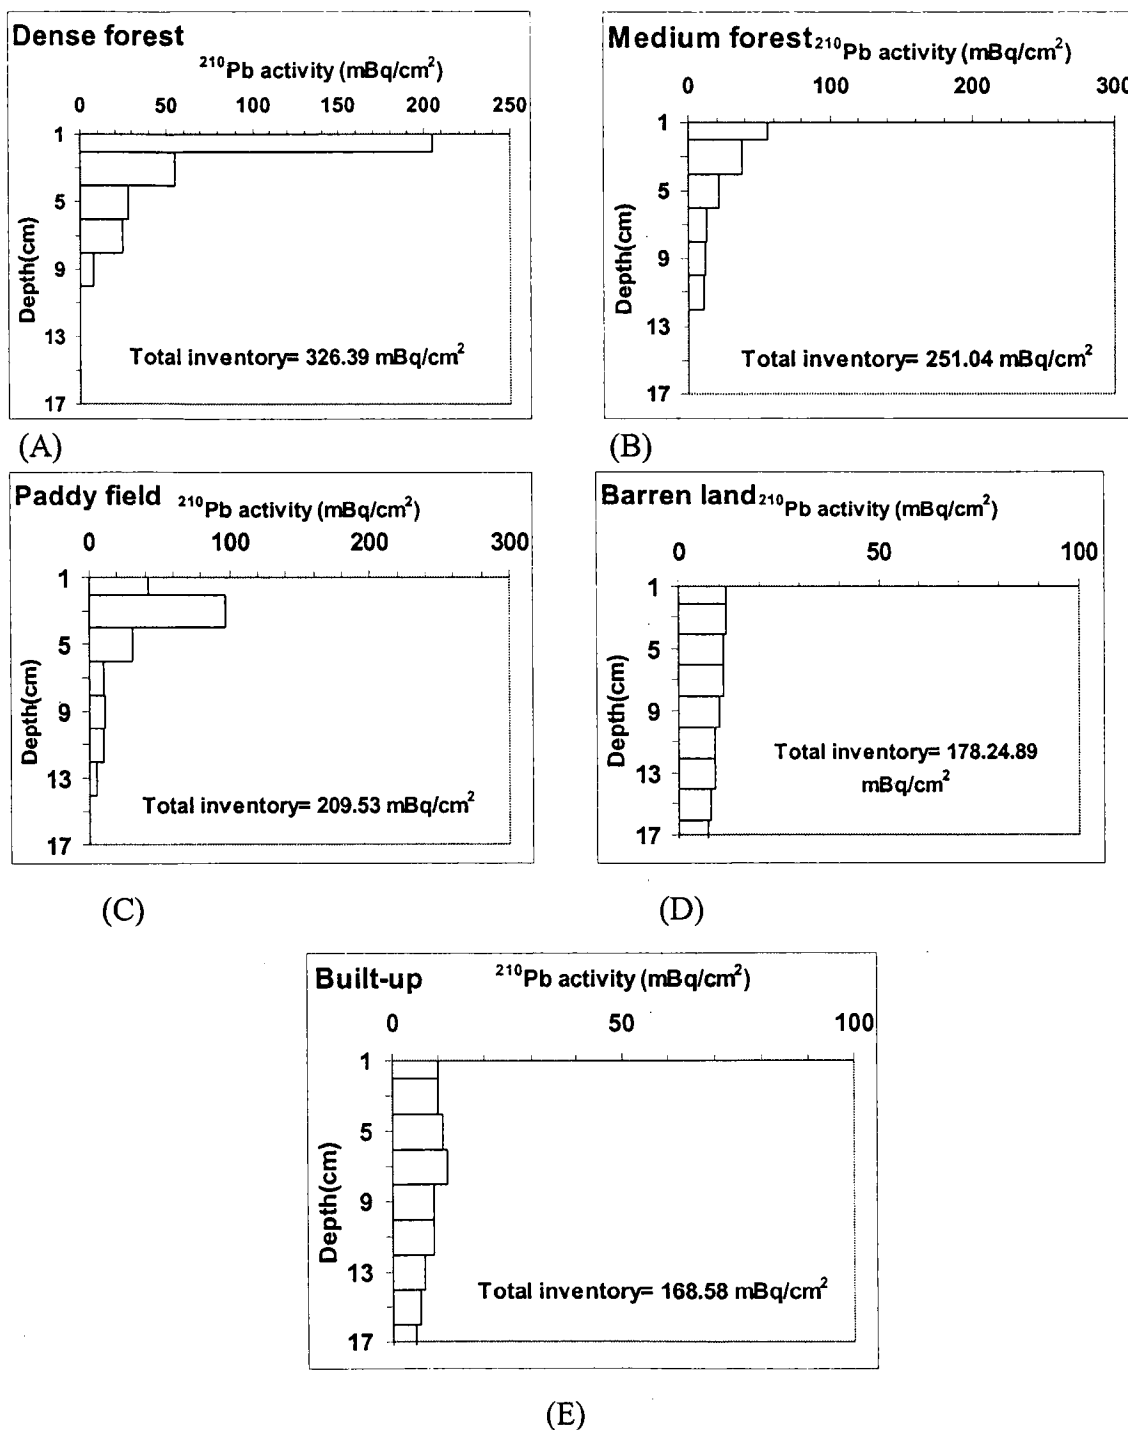 Dense forest
²¹⁰Pb activity (mBq/cm²)
0 50 100 150 200 250
1
5
9
13
17
Depth(cm)
Total inventory= 326.39 mBq/cm²
(A)
Medium forest ²¹⁰Pb activity (mBq/cm²)
0 100 200 300
1
5
9
13
17
Depth(cm)
Total inventory= 251.04 mBq/cm²
(B)
Paddy field ²¹⁰Pb activity (mBq/cm²)
0 100 200 300
1
5
9
13
17
Depth(cm)
Total inventory= 209.53 mBq/cm²
(C)
Barren land ²¹⁰Pb activity (mBq/cm²)
0 50 100
1
5
9
13
17
Depth(cm)
Total inventory= 178.24.89
mBq/cm²
(D)
Built-up ²¹⁰Pb activity (mBq/cm²)
0 50 100
1
5
9
13
17
Depth(cm)
Total inventory= 168.58 mBq/cm²
(E)